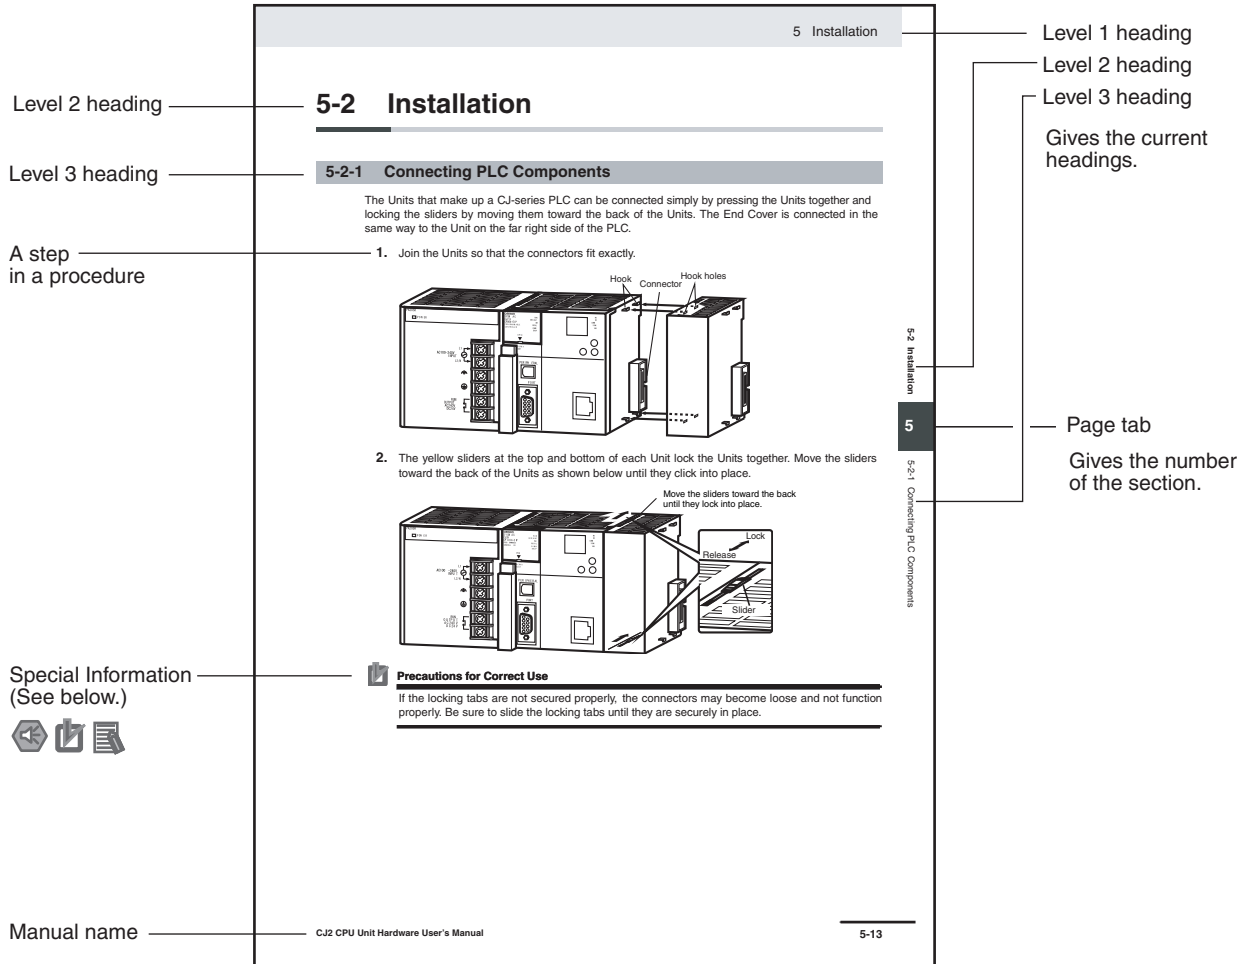 5 Installation
Level 1 heading
Level 2 heading
Level 3 heading
Gives the current
headings.
Level 2 heading
5-2 Installation
Level 3 heading
5-2-1 Connecting PLC Components
The Units that make up a CJ-series PLC can be connected simply by pressing the Units together and
locking the sliders by moving them toward the back of the Units. The End Cover is connected in the
same way to the Unit on the far right side of the PLC.
A step
in a procedure
1. Join the Units so that the connectors fit exactly.
Hook
Connector
Hook holes
5-2 Installation
5
Page tab
Gives the number
of the section.
5-2-1 Connecting PLC Components
2. The yellow sliders at the top and bottom of each Unit lock the Units together. Move the sliders
toward the back of the Units as shown below until they click into place.
Move the sliders toward the back
until they lock into place.
Lock
Release
Slider
Special Information
(See below.)
Precautions for Correct Use
If the locking tabs are not secured properly, the connectors may become loose and not function
properly. Be sure to slide the locking tabs until they are securely in place.
Manual name
CJ2 CPU Unit Hardware User's Manual
5-13